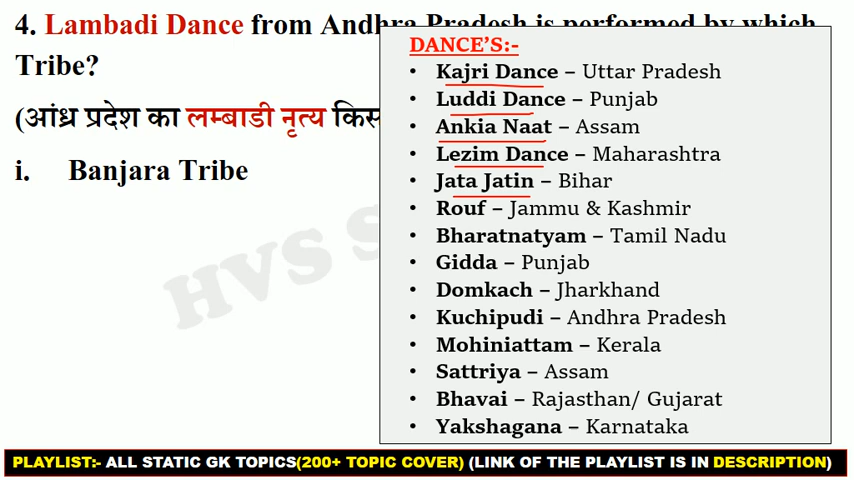 4. Lambadi Dance from Andhra Pradesh is performed by which
Tribe?
(आंध्र प्रदेश का लम्बाडी नृत्य किस
i. Banjara Tribe
DANCE'S:-
• Kajri Dance – Uttar Pradesh
• Luddi Dance – Punjab
• Ankia Naat – Assam
• Lezim Dance – Maharashtra
• Jata Jatin – Bihar
• Rouf – Jammu & Kashmir
• Bharatnatyam – Tamil Nadu
• Gidda – Punjab
• Domkach – Jharkhand
• Kuchipudi – Andhra Pradesh
• Mohiniattam – Kerala
• Sattriya – Assam
• Bhavai – Rajasthan/ Gujarat
• Yakshagana – Karnataka
HVS S
PLAYLIST:- ALL STATIC GK TOPICS(200+ TOPIC COVER) (LINK OF THE PLAYLIST IS IN DESCRIPTION)